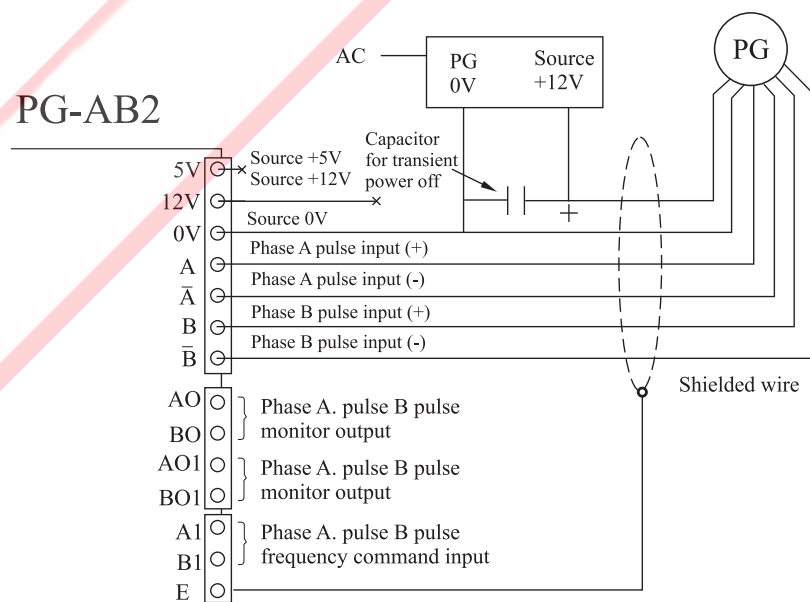 AC
PG
0V
Source
+12V
PG
PG-AB2
Capacitor
for transient
power off
5V
Source +5V
Source +12V
12V
Source 0V
0V
Phase A pulse input (+)
A
Phase A pulse input (-)
A̅
Phase B pulse input (+)
B
Phase B pulse input (-)
B̅
Shielded wire
AO
BO
Phase A. pulse B pulse
monitor output
AO1
BO1
Phase A. pulse B pulse
monitor output
A1
B1
Phase A. pulse B pulse
frequency command input
E